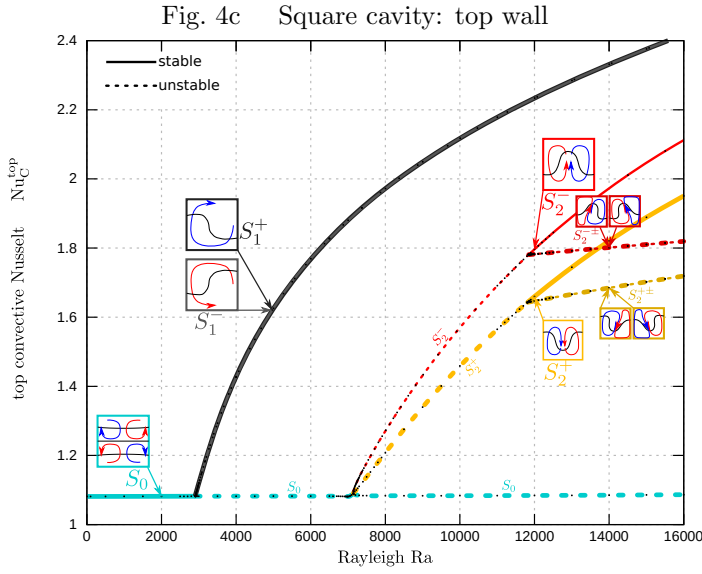 Fig. 4c Square cavity: top wall
top convective Nusselt Nu_C^top
2.4
2.2
2
1.8
1.6
1.4
1.2
1
stable
unstable
S_1^+
S_1^-
S_0
S_0
S_0
S_2^-
S_2^{-±}
S_2^-
S_2^+
S_2^{+±}
S_2^+
0
2000
4000
6000
8000
10000
12000
14000
16000
Rayleigh Ra